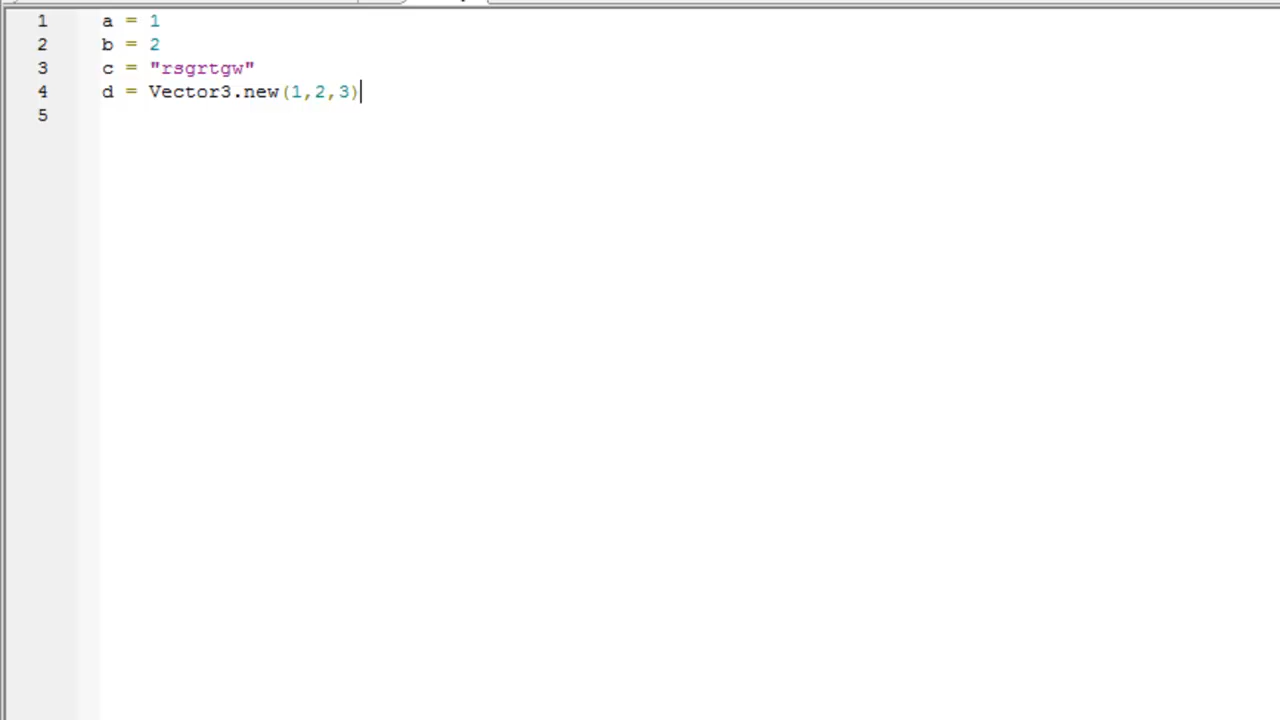 1 a = 1
2 b = 2
3 c = "rsgrtgw"
4 d = Vector3.new(1,2,3)
5